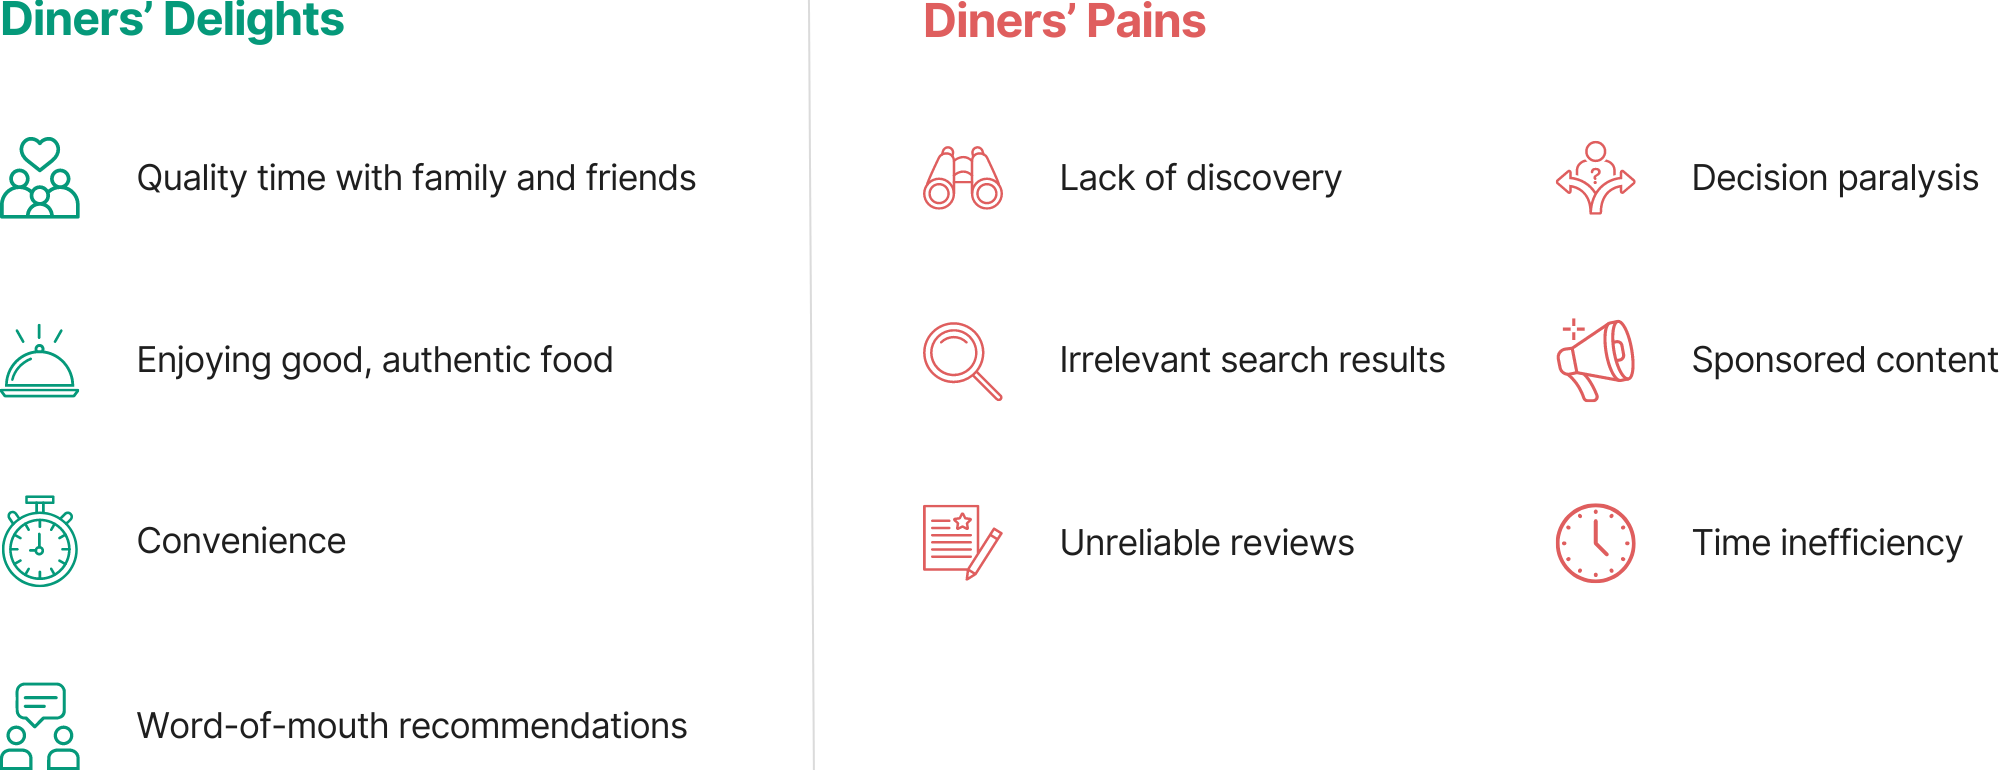 Diners’ Delights
Quality time with family and friends
Enjoying good, authentic food
Convenience
Word-of-mouth recommendations
Diners’ Pains
Lack of discovery
Irrelevant search results
Unreliable reviews
?
Decision paralysis
Sponsored content
Time inefficiency